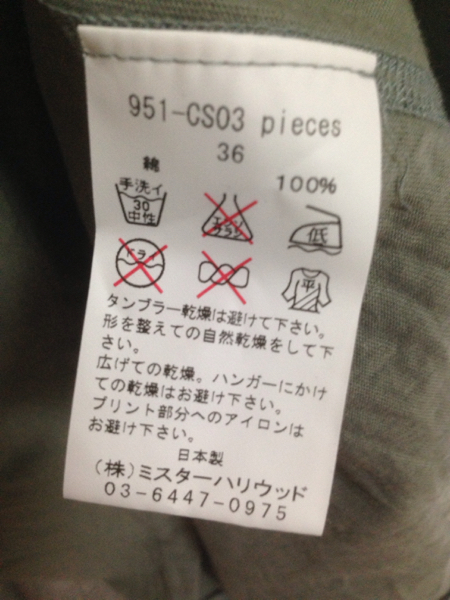 951-CS03 pieces
36
綿 100%
手洗イ
30
中性
エンソ
サラシ
低
ドライ
平
タンブラー乾燥は避けて下さい。
形を整えての自然乾燥をして下
さい。
広げての乾燥。ハンガーにかけ
ての乾燥はお避け下さい。
プリント部分へのアイロンは
お避け下さい。
日本製
(株)ミスターハリウッド
03-6447-0975